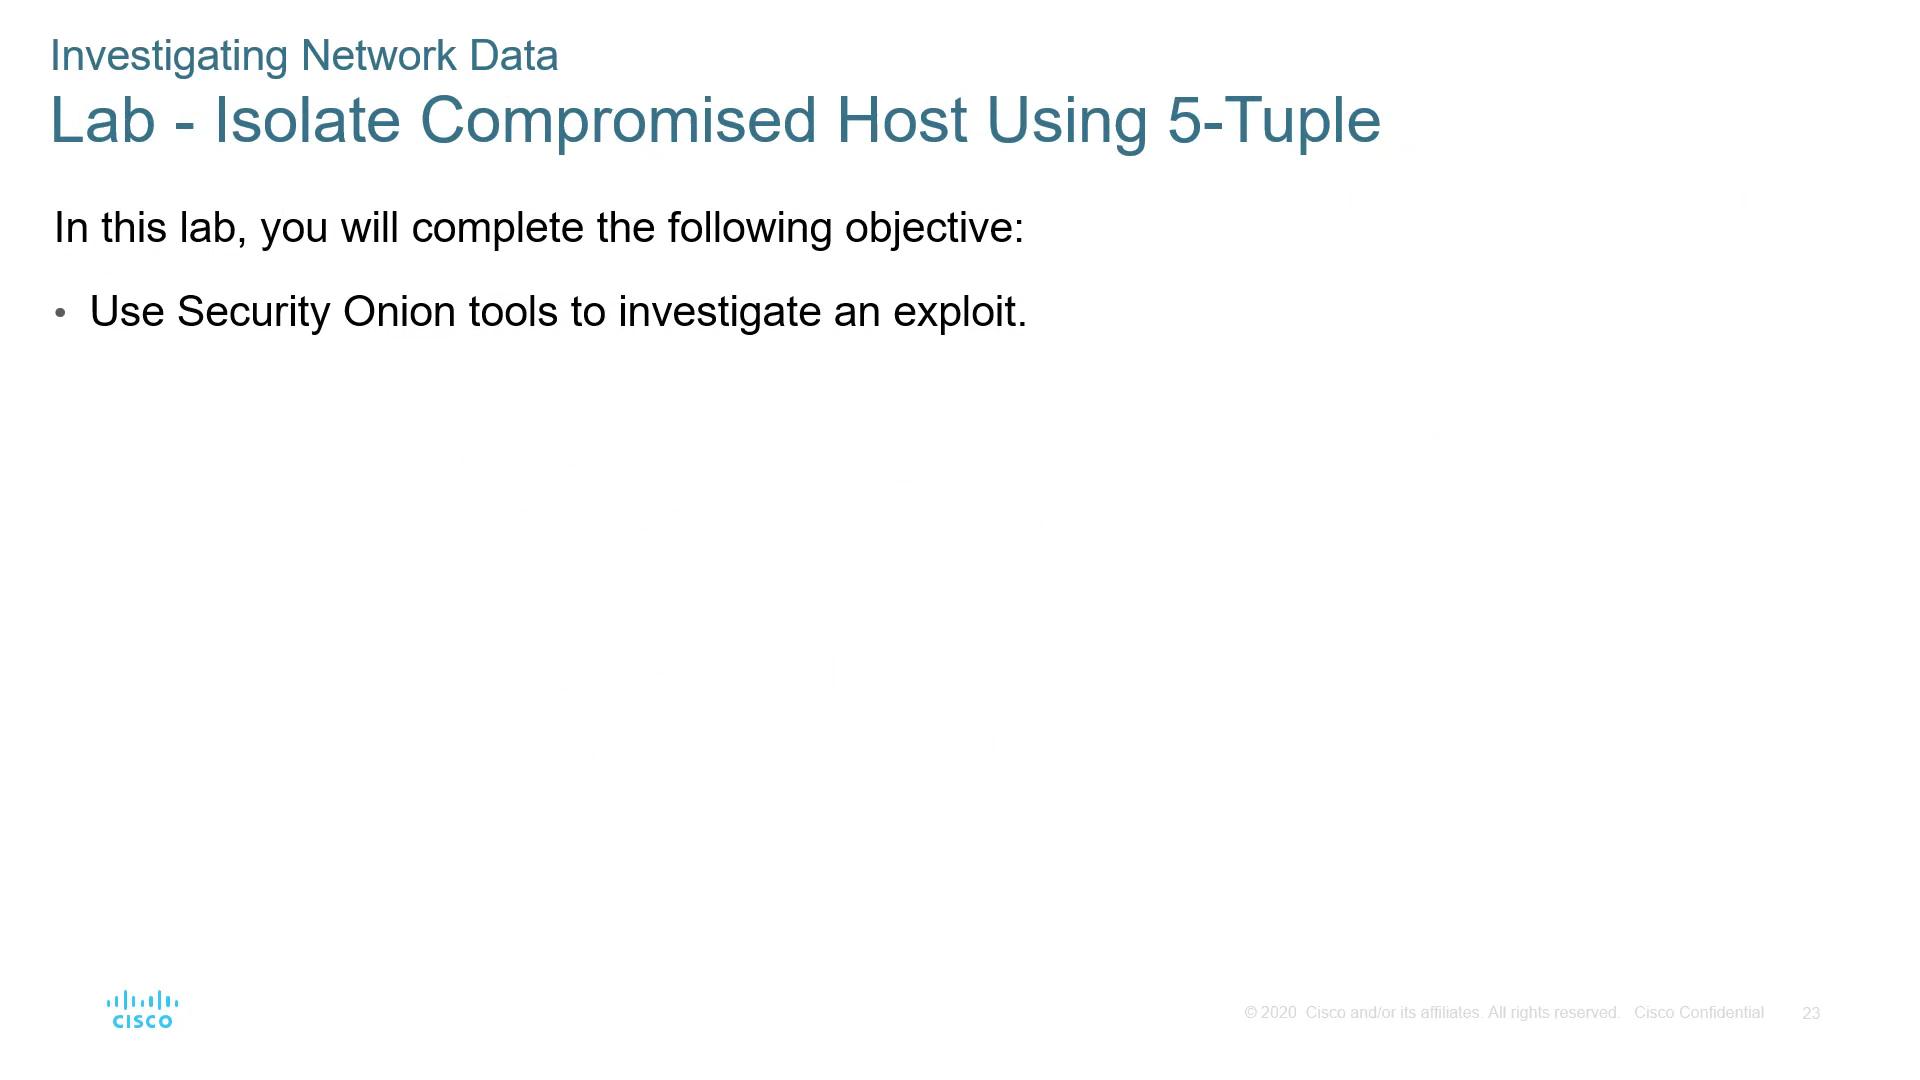 Investigating Network Data
Lab - Isolate Compromised Host Using 5-Tuple
In this lab, you will complete the following objective:
• Use Security Onion tools to investigate an exploit.
CISCO
© 2020 Cisco and/or its affiliates. All rights reserved. Cisco Confidential 23